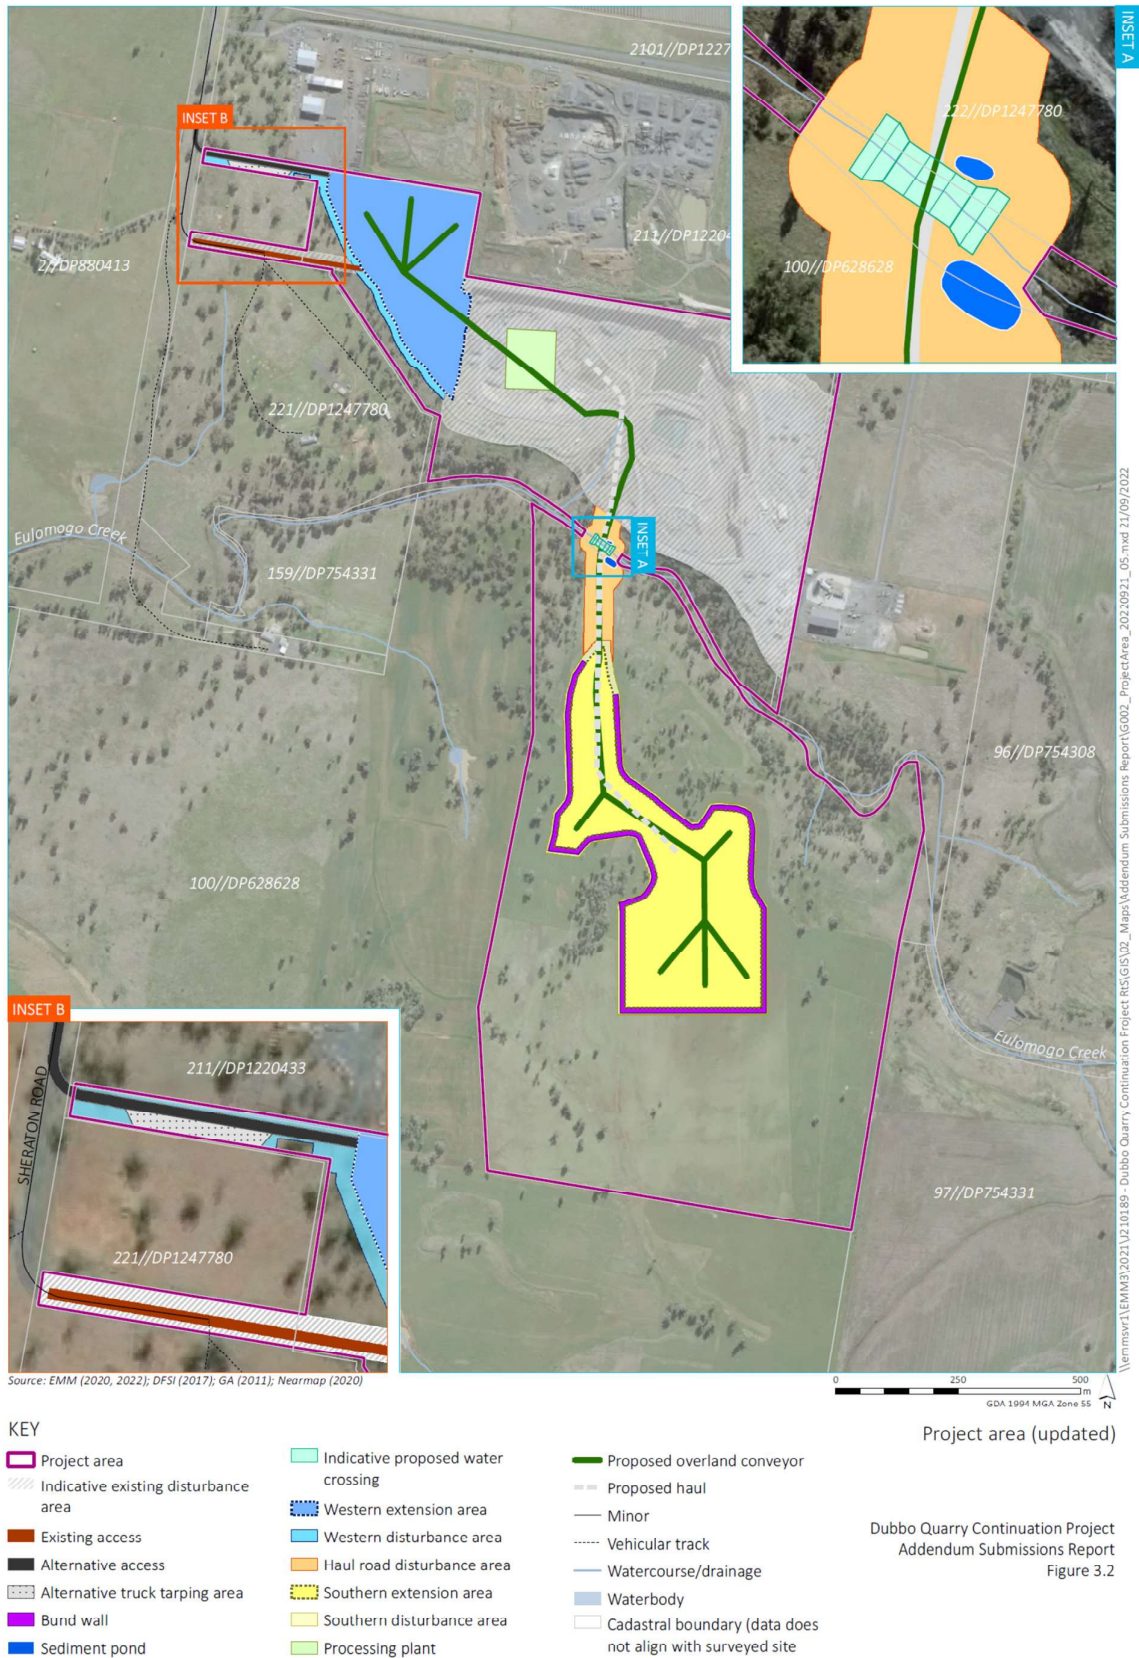 INSET A
2101//DP1227
222//DP1247780
INSET B
211//DP12204
2//DP880413
100//DP628628
221//DP1247780
INSET A
Eulomogo Creek
159//DP754331
96//DP754308
100//DP628628
INSET B
211//DP1220433
SHERATON ROAD
221//DP1247780
Eulomogo Creek
97//DP754331
\\emmsvr1\EMM3\2021\J210189 - Dubbo Quarry Continuation Project RtS\GIS\02_Maps\Addendum Submissions Report\G002_ProjectArea_20220921_05.mxd 21/09/2022
Source: EMM (2020, 2022); DFSI (2017); GA (2011); Nearmap (2020)
0 250 500
m
GDA 1994 MGA Zone 55
N
KEY
Project area
Indicative existing disturbance
area
Existing access
Alternative access
Alternative truck tarping area
Bund wall
Sediment pond
Indicative proposed water
crossing
Western extension area
Western disturbance area
Haul road disturbance area
Southern extension area
Southern disturbance area
Processing plant
Proposed overland conveyor
Proposed haul
Minor
Vehicular track
Watercourse/drainage
Waterbody
Cadastral boundary (data does
not align with surveyed site
Project area (updated)
Dubbo Quarry Continuation Project
Addendum Submissions Report
Figure 3.2